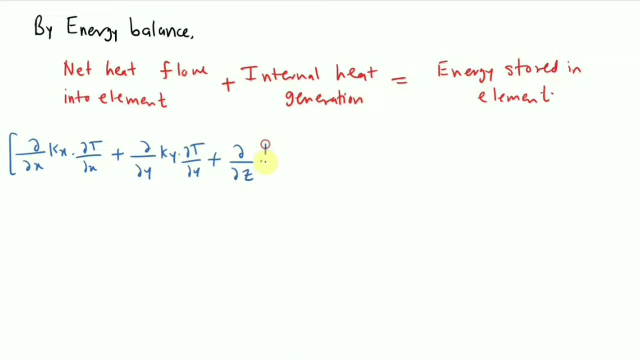 By Energy balance,
Net heat flow + Internal heat = Energy stored in
into element generation element.
[∂/∂x kx · ∂T/∂x + ∂/∂y ky · ∂T/∂y + ∂/∂z